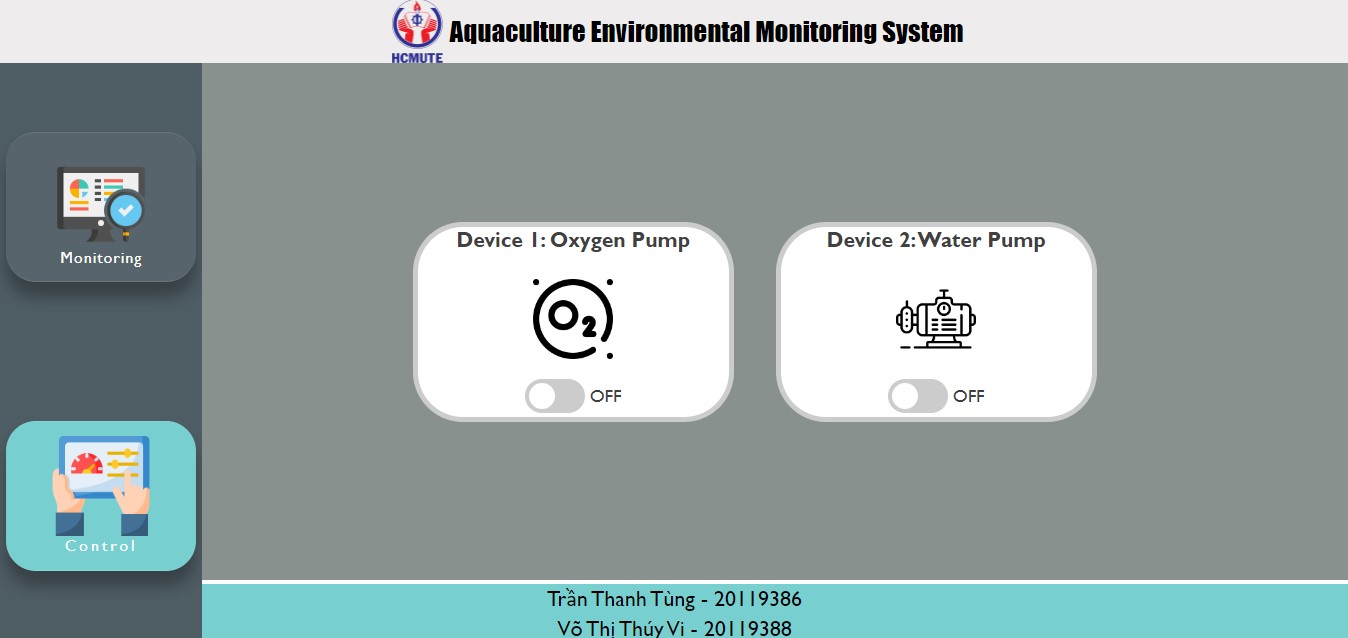 HCMUTE
Aquaculture Environmental Monitoring System
Monitoring
Control
Device 1: Oxygen Pump
O2
OFF
Device 2: Water Pump
OFF
Trần Thanh Tùng - 20119386
Võ Thị Thúy Vi - 20119388